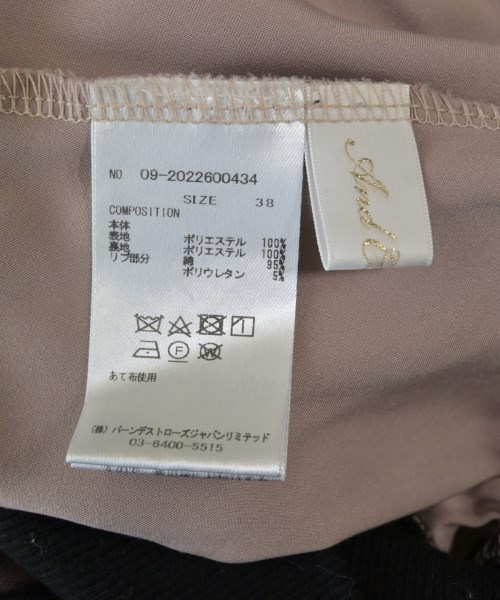 NO 09-2022600434
SIZE 38
COMPOSITION
本体
表地 ポリエステル 100%
裏地 ポリエステル 100%
リブ部分 綿 95%
ポリウレタン 5%
あて布使用
(株) バーンデストローズジャパンリミテッド
03-6400-5515